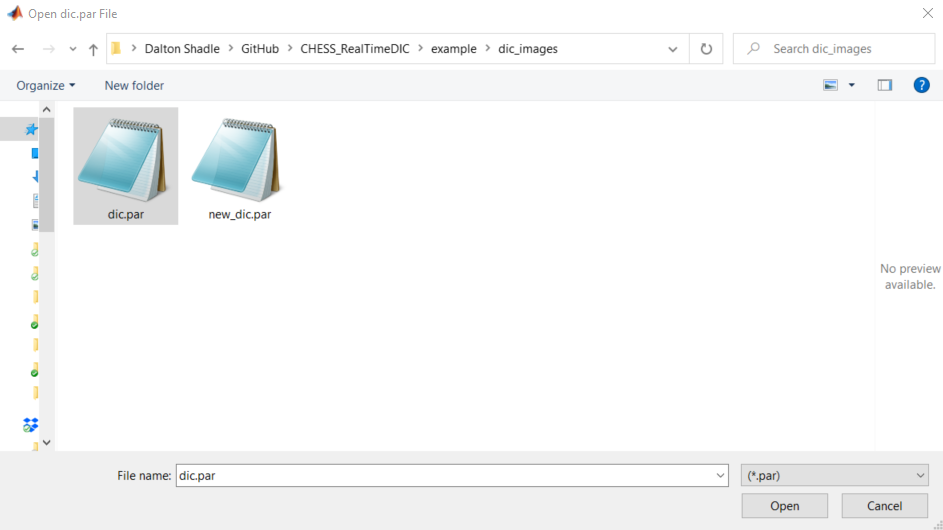 Open dic.par File
Dalton Shadle > GitHub > CHESS_RealTimeDIC > example > dic_images
Search dic_images
Organize
New folder
?
dic.par
new_dic.par
No preview
available.
File name: dic.par
(*.par)
Open
Cancel